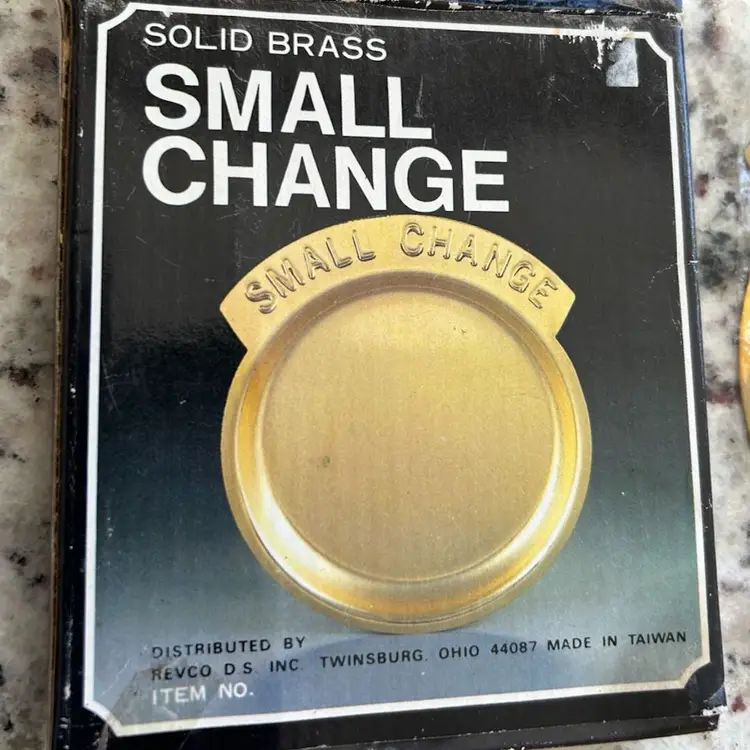 SOLID BRASS
SMALL
CHANGE
SMALL CHANGE
DISTRIBUTED BY
REVCO D.S. INC. TWINSBURG, OHIO 44087 MADE IN TAIWAN
ITEM NO.